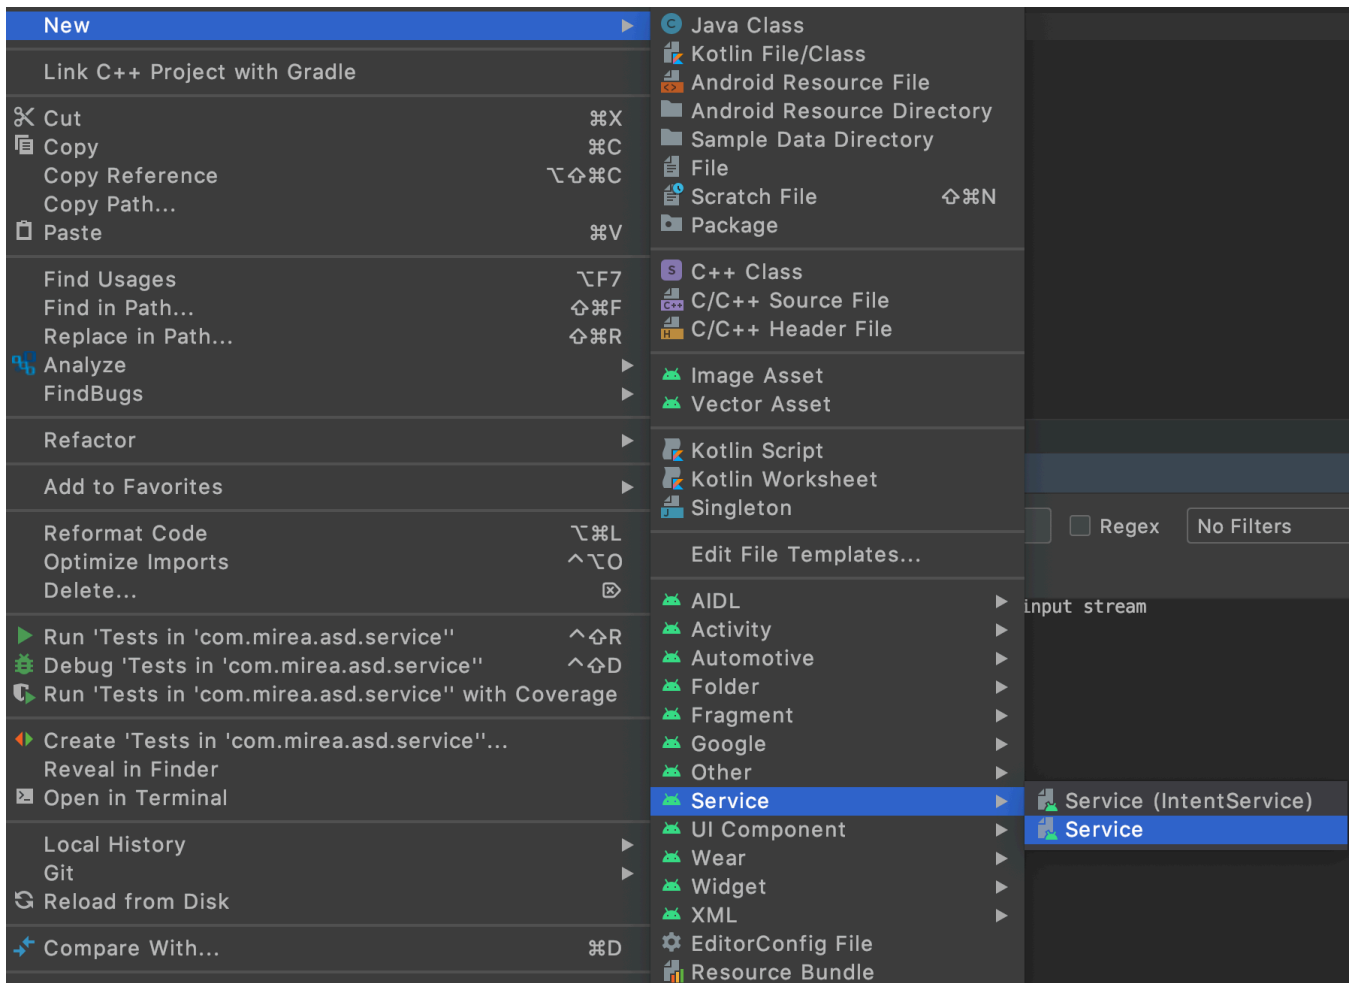 New
Link C++ Project with Gradle
Cut ⌘X
Copy ⌘C
Copy Reference ⌥⇧⌘C
Copy Path...
Paste ⌘V
Find Usages ⌥F7
Find in Path... ⇧⌘F
Replace in Path... ⇧⌘R
Analyze
FindBugs
Refactor
Add to Favorites
Reformat Code ⌥⌘L
Optimize Imports ^⌥O
Delete... ⌦
Run 'Tests in 'com.mirea.asd.service'' ^⇧R
Debug 'Tests in 'com.mirea.asd.service'' ^⇧D
Run 'Tests in 'com.mirea.asd.service'' with Coverage
Create 'Tests in 'com.mirea.asd.service''...
Reveal in Finder
Open in Terminal
Local History
Git
Reload from Disk
Compare With... ⌘D
Java Class
Kotlin File/Class
Android Resource File
Android Resource Directory
Sample Data Directory
File
Scratch File ⇧⌘N
Package
C++ Class
C/C++ Source File
C/C++ Header File
Image Asset
Vector Asset
Kotlin Script
Kotlin Worksheet
Singleton
Edit File Templates...
AIDL
Activity
Automotive
Folder
Fragment
Google
Other
Service
UI Component
Wear
Widget
XML
EditorConfig File
Resource Bundle
Service (IntentService)
Service
Regex
No Filters
input stream